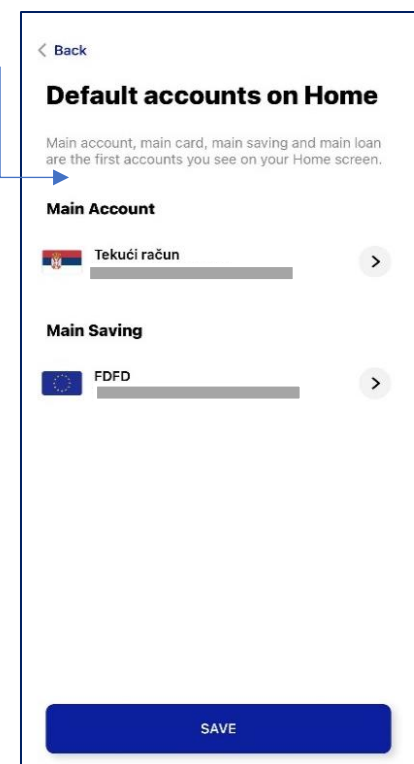 Back
Default accounts on Home
Main account, main card, main saving and main loan
are the first accounts you see on your Home screen.
Main Account
Tekući račun
Main Saving
FDFD
SAVE